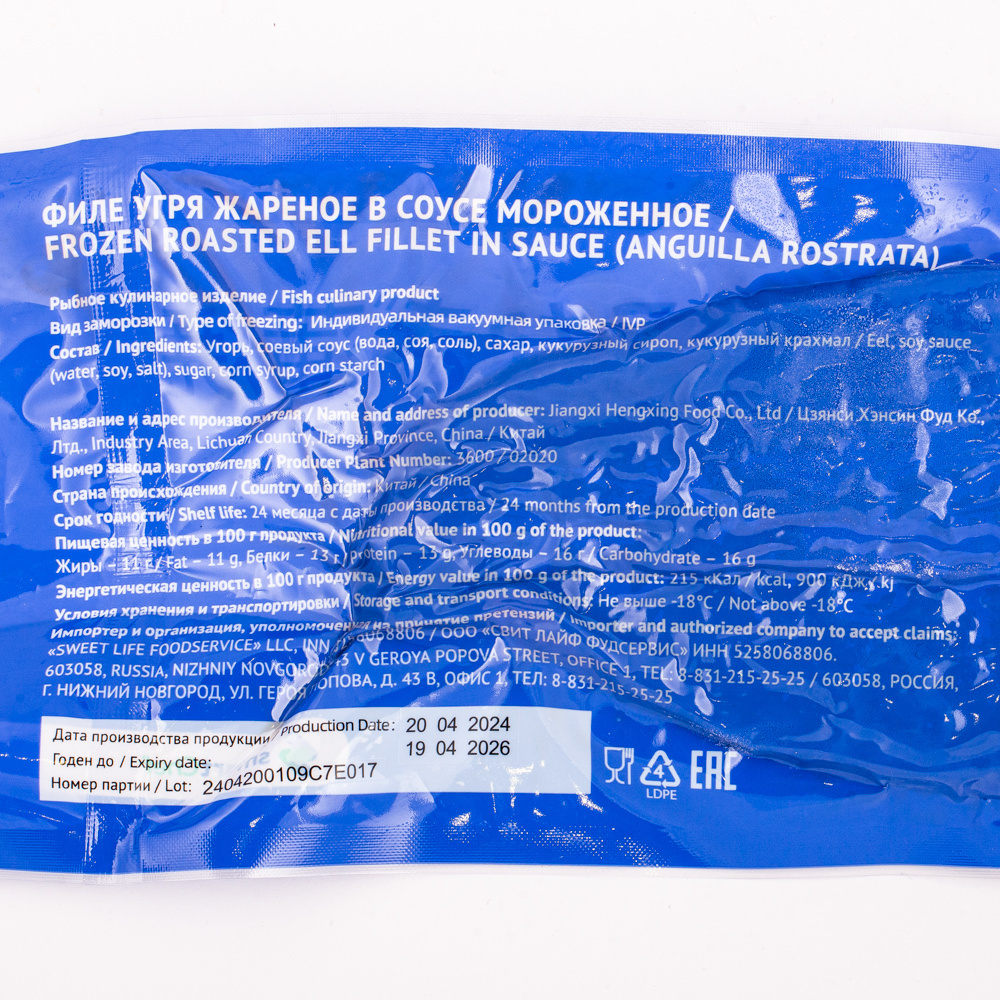 ФИЛЕ УГРЯ ЖАРЕНОЕ В СОУСЕ МОРОЖЕННОЕ /
FROZEN ROASTED ELL FILLET IN SAUCE (ANGUILLA ROSTRATA)
Рыбное кулинарное изделие / Fish culinary product
Вид заморозки / Type of freezing: Индивидуальная вакуумная упаковка / IVP
Состав / Ingredients: Угорь, соевый соус (вода, соя, соль), сахар, кукурузный сироп, кукурузный крахмал / Eel, soy sauce
(water, soy, salt), sugar, corn syrup, corn starch
Название и адрес производителя / Name and address of producer: Jiangxi Hengxing Food Co., Ltd / Цзянси Хэнсин Фуд Ко.,
Лтд., Industry Area, Lichuan Country, Jiangxi Province, China / Китай
Номер завода изготовителя / Producer Plant Number: 3600 / 02020
Страна происхождения / Country of origin: Китай / China
Срок годности / Shelf life: 24 месяца с даты производства / 24 months from the production date
Пищевая ценность в 100 г продукта / Nutritional value in 100 g of the product:
Жиры – 11 г / Fat – 11 g, Белки – 13 г / Protein – 13 g, Углеводы – 16 г / Carbohydrate – 16 g
Энергетическая ценность в 100 г продукта / Energy value in 100 g of the product: 215 кКал / kcal, 900 кДж / kj
Условия хранения и транспортировки / Storage and transport conditions: Не выше -18°C / Not above -18°C
Импортер и организация, уполномоченная на принятие претензий / Importer and authorized company to accept claims:
«SWEET LIFE FOODSERVICE» LLC, INN 5258068806 / ООО «СВИТ ЛАЙФ ФУДСЕРВИС» ИНН 5258068806.
603058, RUSSIA, NIZHNIY NOVGOROD, 43 V GEROYA POPOVA STREET, OFFICE 1, TEL: 8-831-215-25-25 / 603058, РОССИЯ,
Г. НИЖНИЙ НОВГОРОД, УЛ. ГЕРОЯ ПОПОВА, Д. 43 В, ОФИС 1, ТЕЛ: 8-831-215-25-25
Дата производства продукции / Production Date: 20 04 2024
Годен до / Expiry date: 19 04 2026
Номер партии / Lot: 2404200109C7E017
4
LDPE
EAC